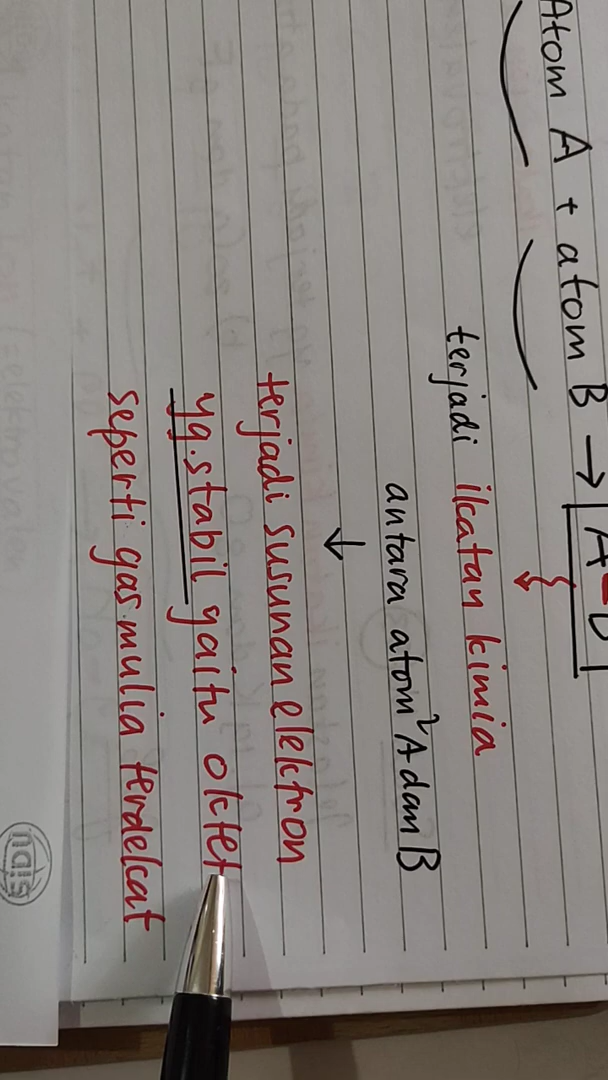 Atom A + atom B → A-B
terjadi ikatan kimia
antara atom² A dan B
↓
terjadi susunan elektron
yg. stabil yaitu oktet
seperti gas mulia terdekat
SIDU